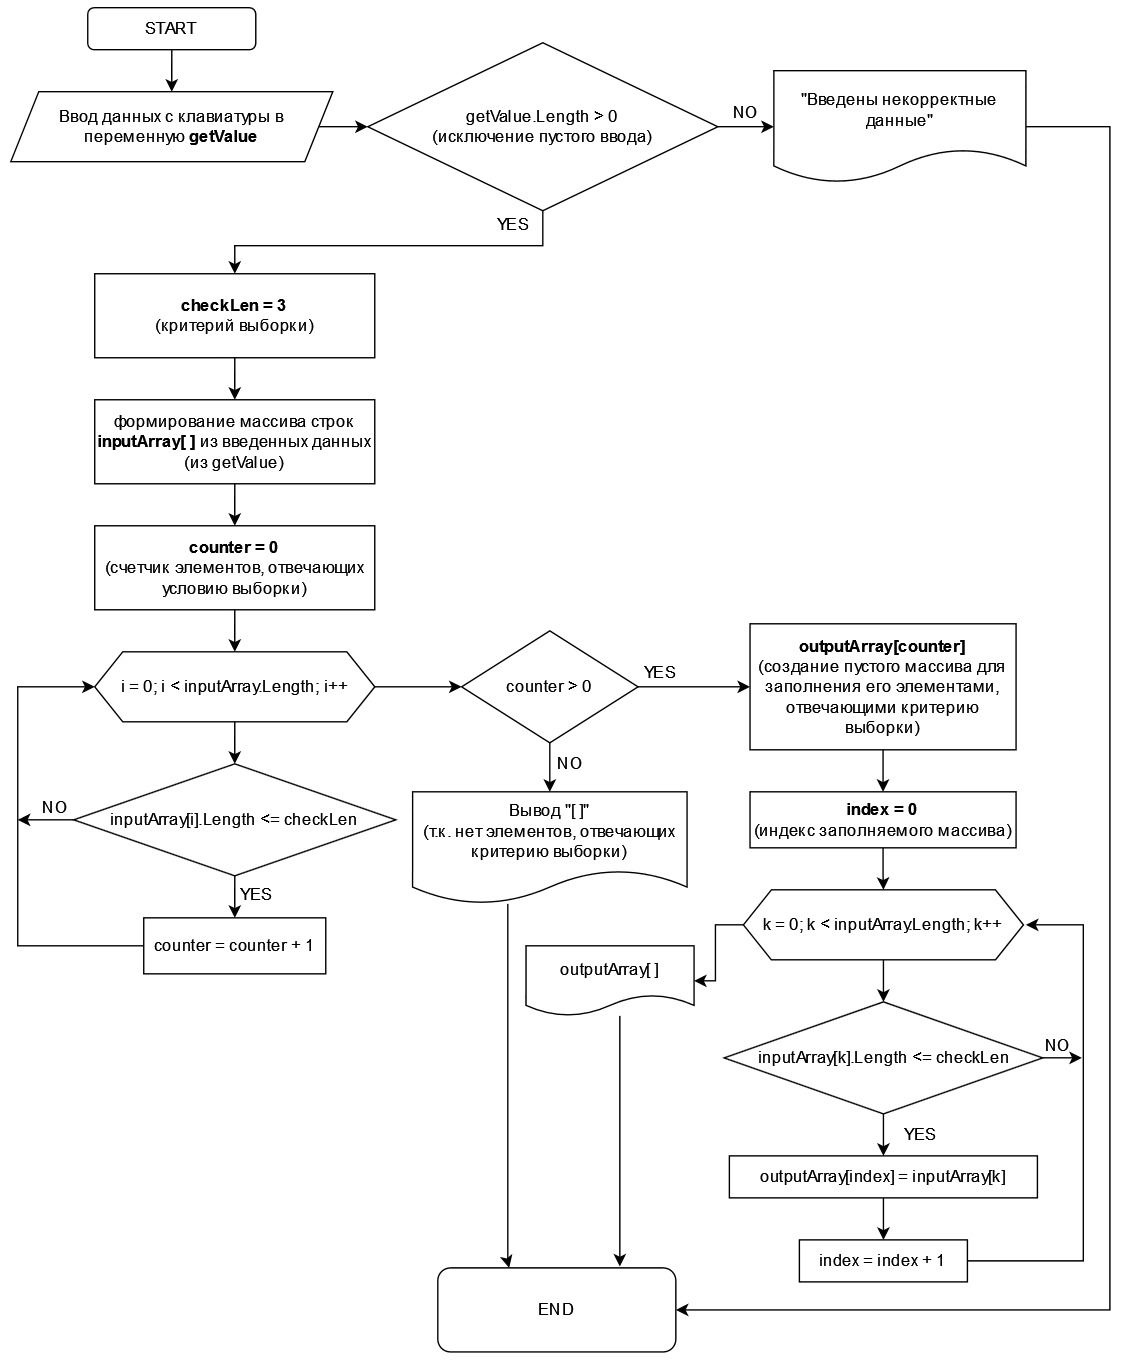 START
Ввод данных с клавиатуры в
переменную getValue
getValue.Length > 0
(исключение пустого ввода)
NO
"Введены некорректные
данные"
YES
checkLen = 3
(критерий выборки)
формирование массива строк
inputArray[ ] из введенных данных
(из getValue)
counter = 0
(счетчик элементов, отвечающих
условию выборки)
i = 0; i < inputArray.Length; i++
counter > 0
YES
outputArray[counter]
(создание пустого массива для
заполнения его элементами,
отвечающими критерию
выборки)
NO
NO
inputArray[i].Length <= checkLen
YES
counter = counter + 1
Вывод "[ ]"
(т.к. нет элементов, отвечающих
критерию выборки)
index = 0
(индекс заполняемого массива)
k = 0; k < inputArray.Length; k++
outputArray[ ]
inputArray[k].Length <= checkLen
NO
YES
outputArray[index] = inputArray[k]
index = index + 1
END